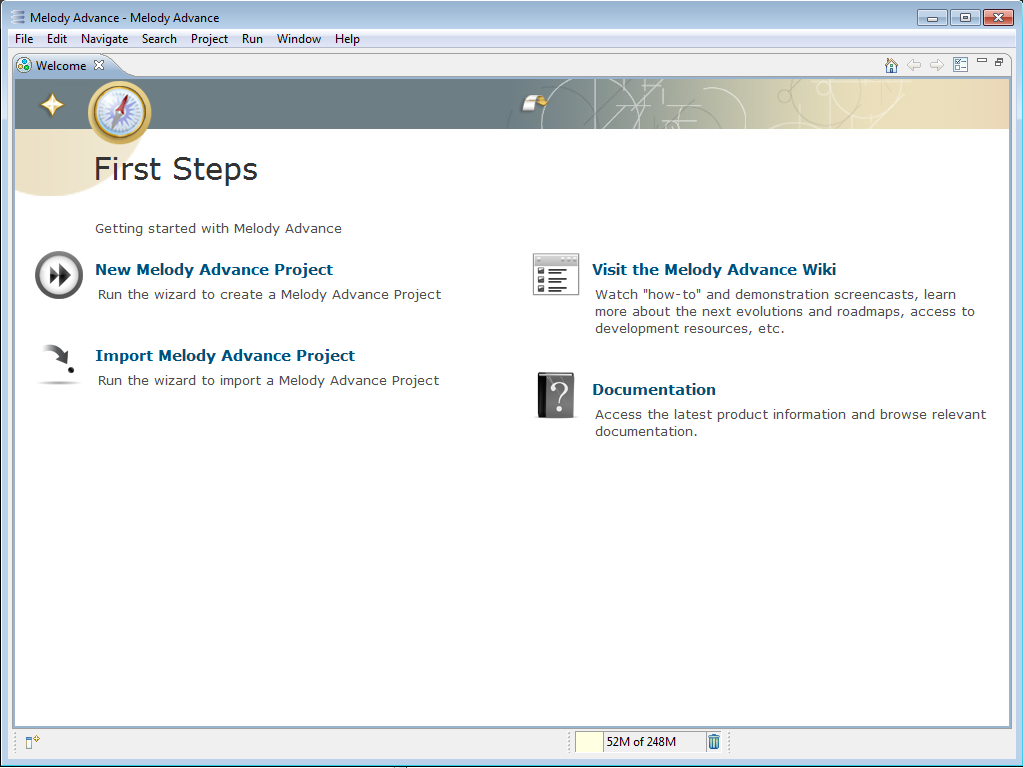 Melody Advance - Melody Advance
File Edit Navigate Search Project Run Window Help
Welcome
First Steps
Getting started with Melody Advance
New Melody Advance Project
Run the wizard to create a Melody Advance Project
Import Melody Advance Project
Run the wizard to import a Melody Advance Project
Visit the Melody Advance Wiki
Watch "how-to" and demonstration screencasts, learn
more about the next evolutions and roadmaps, access to
development resources, etc.
Documentation
Access the latest product information and browse relevant
documentation.
52M of 248M